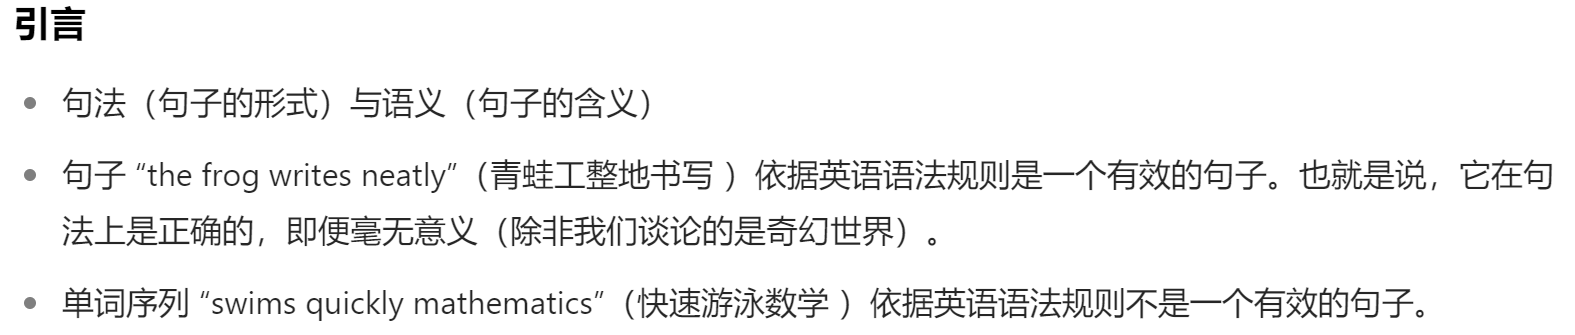 引言
句法（句子的形式）与语义（句子的含义）
句子 “the frog writes neatly”（青蛙工整地书写 ）依据英语语法规则是一个有效的句子。也就是说，它在句
法上是正确的，即便毫无意义（除非我们谈论的是奇幻世界）。
单词序列 “swims quickly mathematics”（快速游泳数学 ）依据英语语法规则不是一个有效的句子。